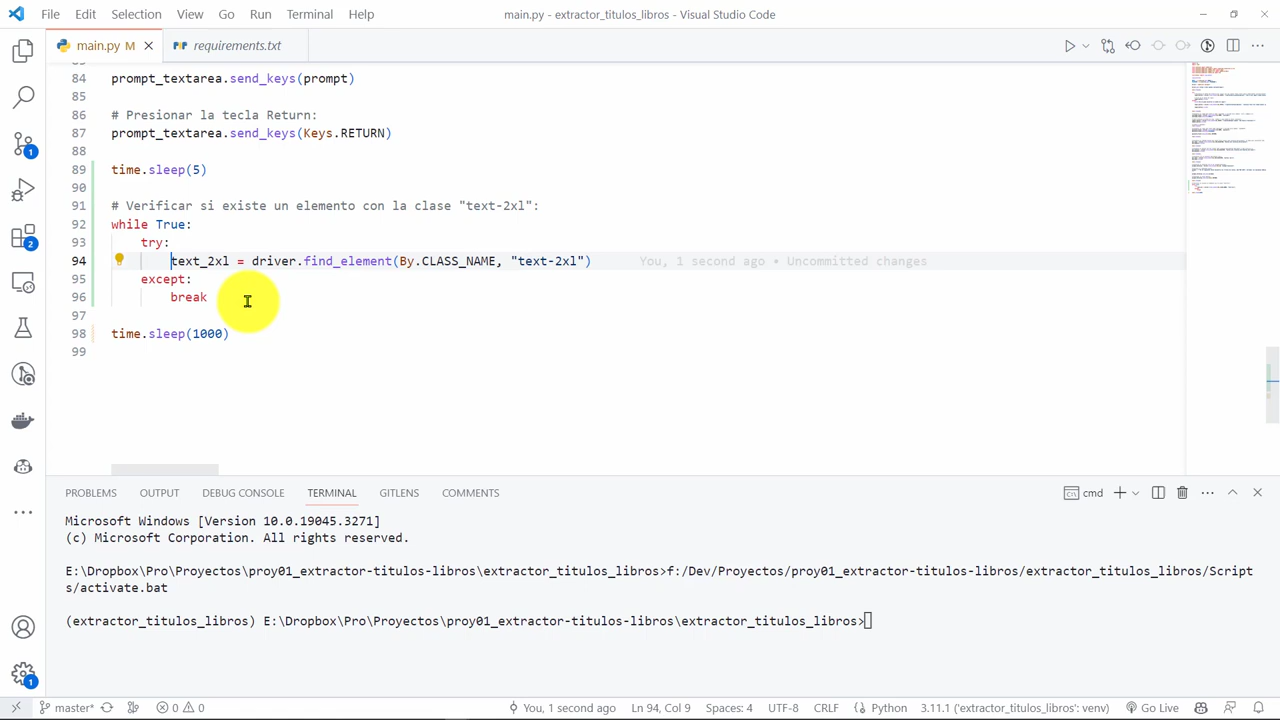 File Edit Selection View Go Run Terminal Help main.py - extractor_titulos_libros - Visual Studio Code
main.py M requirements.txt
84 prompt_textarea.send_keys(prompt)
85
86 # Presionar la
87 prompt_textarea.send_keys(Keys
88
89 time.sleep(5)
90
91 # Verificar si existe un elemento con la clase "text-2xl"
92 while True:
93 try:
94 text_2xl = driver.find_element(By.CLASS_NAME, "text-2xl") You, 1 second ago • Uncommitted changes
95 except:
96 break
97
98 time.sleep(1000)
99
PROBLEMS OUTPUT DEBUG CONSOLE TERMINAL GITLENS COMMENTS cmd
Microsoft Windows [Version 10.0.19045.3271]
(c) Microsoft Corporation. All rights reserved.
E:\Dropbox\Pro\Proyectos\proy01_extractor-titulos-libros\extractor_titulos_libros>f:/Dev/Proyectos/proy01_extractor-titulos-libros/extractor_titulos_libros/Script
s/activate.bat
(extractor_titulos_libros) E:\Dropbox\Pro\Proyectos\proy01_extractor-titulos-libros\extractor_titulos_libros>
1
2
1
master* 0 0 You, 1 second ago Ln 94, Col 9 Spaces: 4 UTF-8 CRLF Python 3.11.1 ('extractor_titulos_libros': venv) Go Live